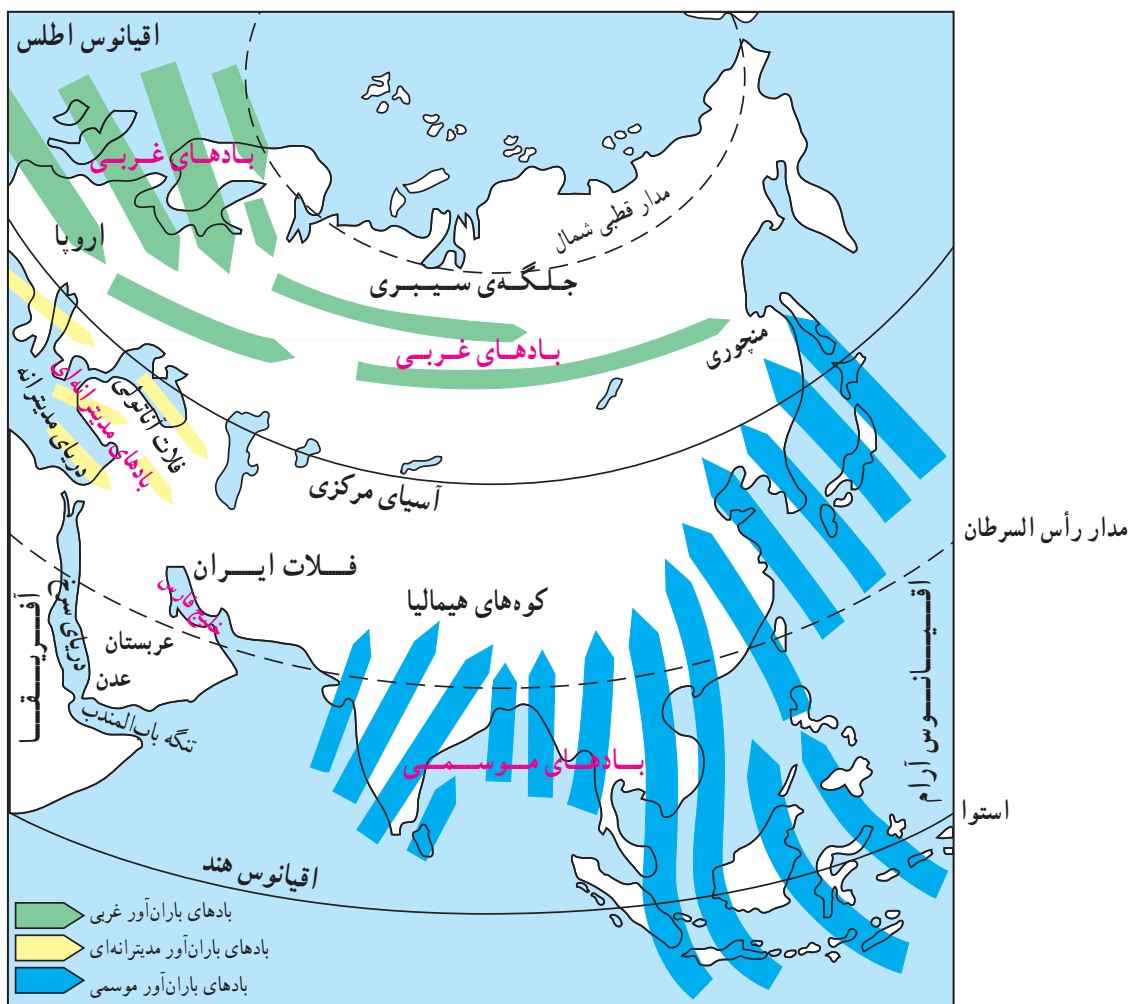 اقیانوس اطلس
بادهای غربی
اروپا
مدار قطبی شمال
جلگه‌ی سیبری
بادهای غربی
منچوری
دریای مدیترانه
بادهای مدیترانه‌ای
فلات آناتولی
آسیای مرکزی
مدار رأس السرطان
فلات ایران
خلیج فارس
کوه‌های هیمالیا
آفریقا
دریای سرخ
عربستان
عدن
تنگه باب‌المندب
بادهای موسمی
اقیانوس آرام
استوا
اقیانوس هند
بادهای باران‌آور غربی
بادهای باران‌آور مدیترانه‌ای
بادهای باران‌آور موسمی